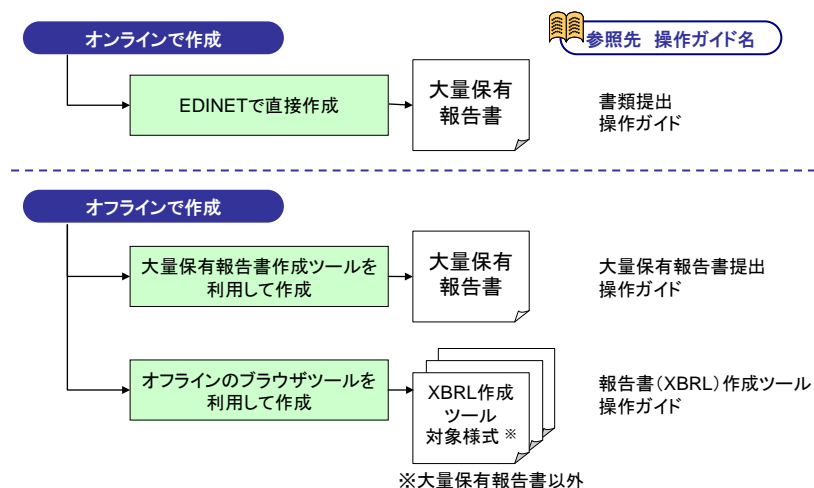 オンラインで作成
参照先 操作ガイド名
EDINETで直接作成
大量保有
報告書
書類提出
操作ガイド
オフラインで作成
大量保有報告書作成ツールを
利用して作成
大量保有
報告書
大量保有報告書提出
操作ガイド
オフラインのブラウザツールを
利用して作成
XBRL作成
ツール
対象様式 ※
報告書(XBRL)作成ツール
操作ガイド
※大量保有報告書以外